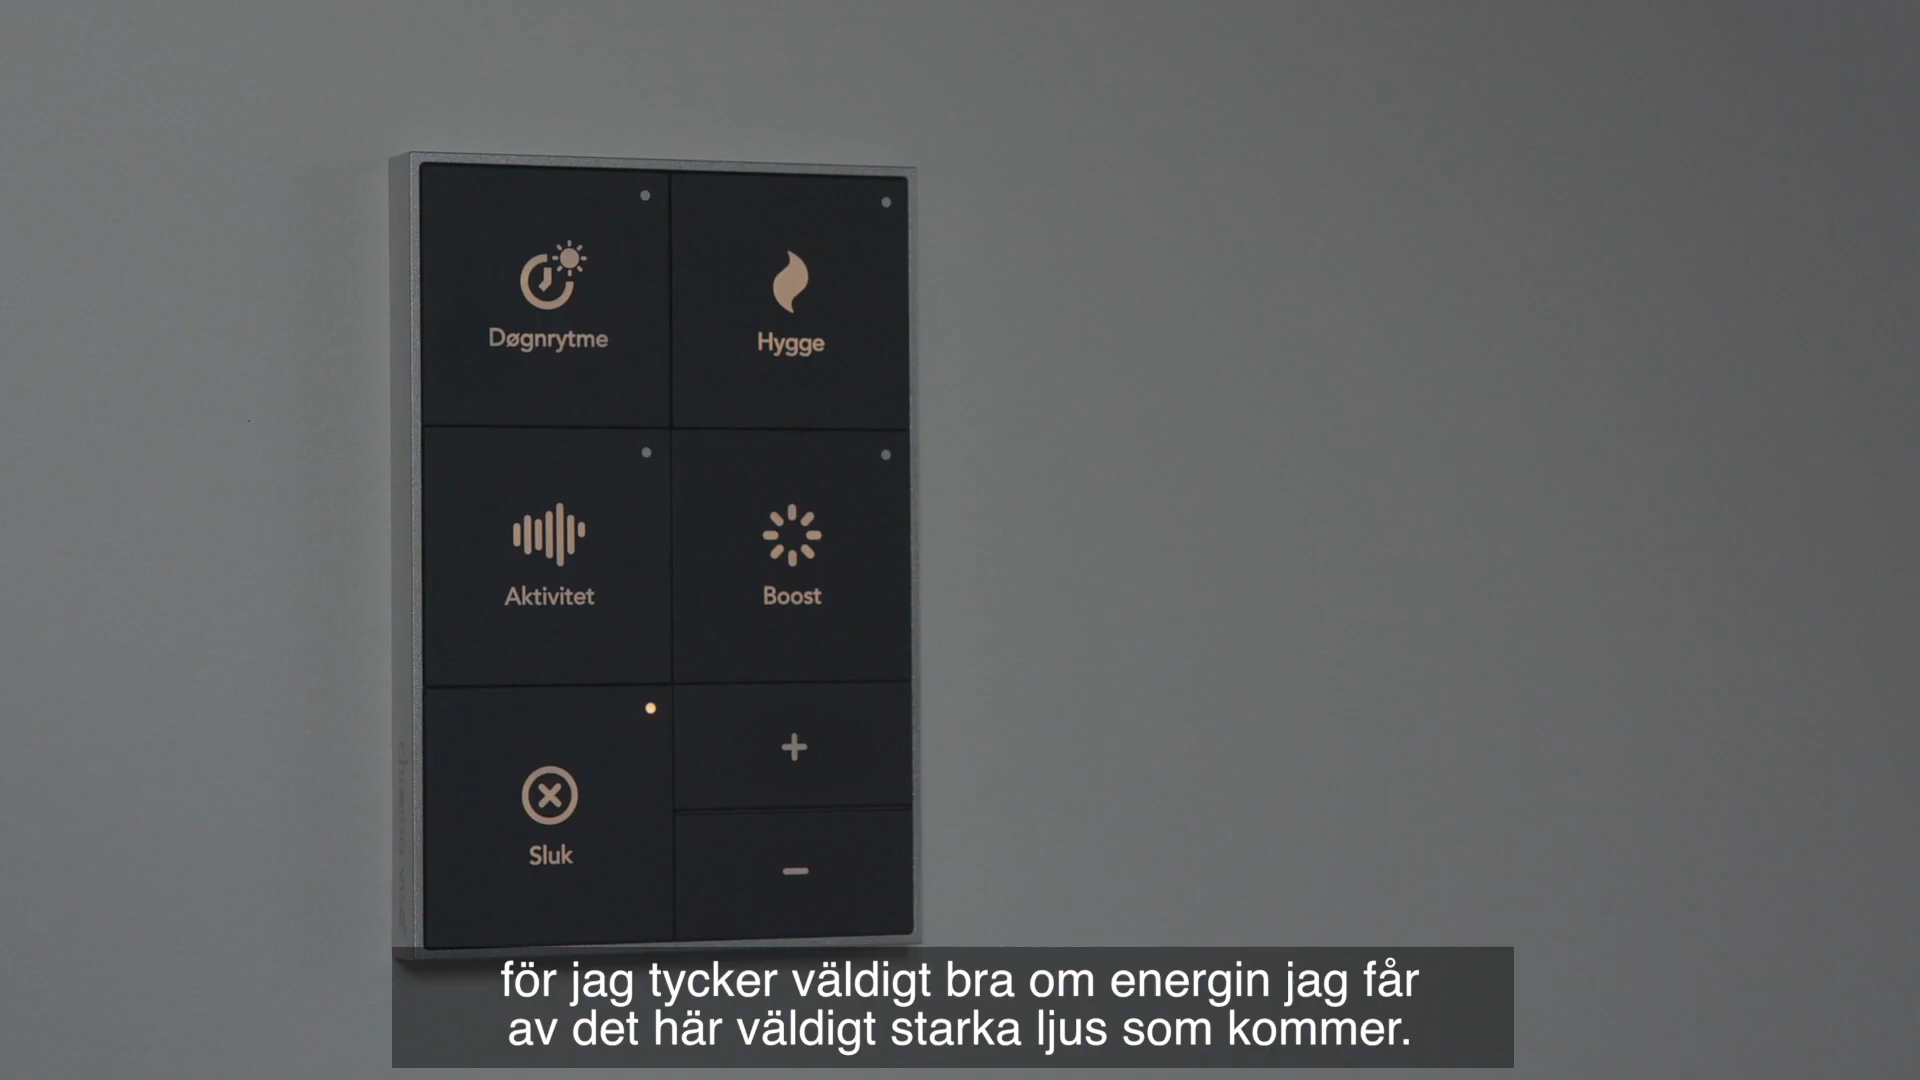 Døgnrytme
Hygge
Aktivitet
Boost
+
Sluk
−
för jag tycker väldigt bra om energin jag får
av det här väldigt starka ljus som kommer.